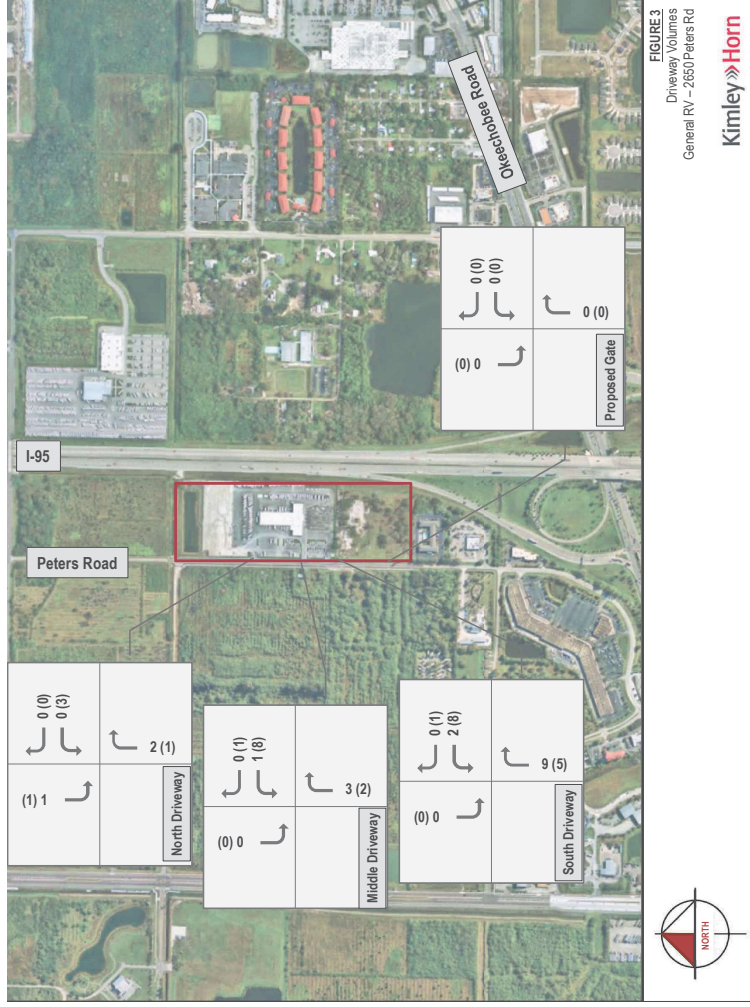 I-95
Peters Road
Okeechobee Road
(1) 1
0 (0)
0 (3)
2 (1)
North Driveway
(0) 0
0 (1)
1 (8)
3 (2)
Middle Driveway
(0) 0
0 (1)
2 (8)
9 (5)
South Driveway
(0) 0
0 (0)
0 (0)
0 (0)
Proposed Gate
NORTH
FIGURE 3
Driveway Volumes
General RV – 2650 Peters Rd
Kimley»Horn